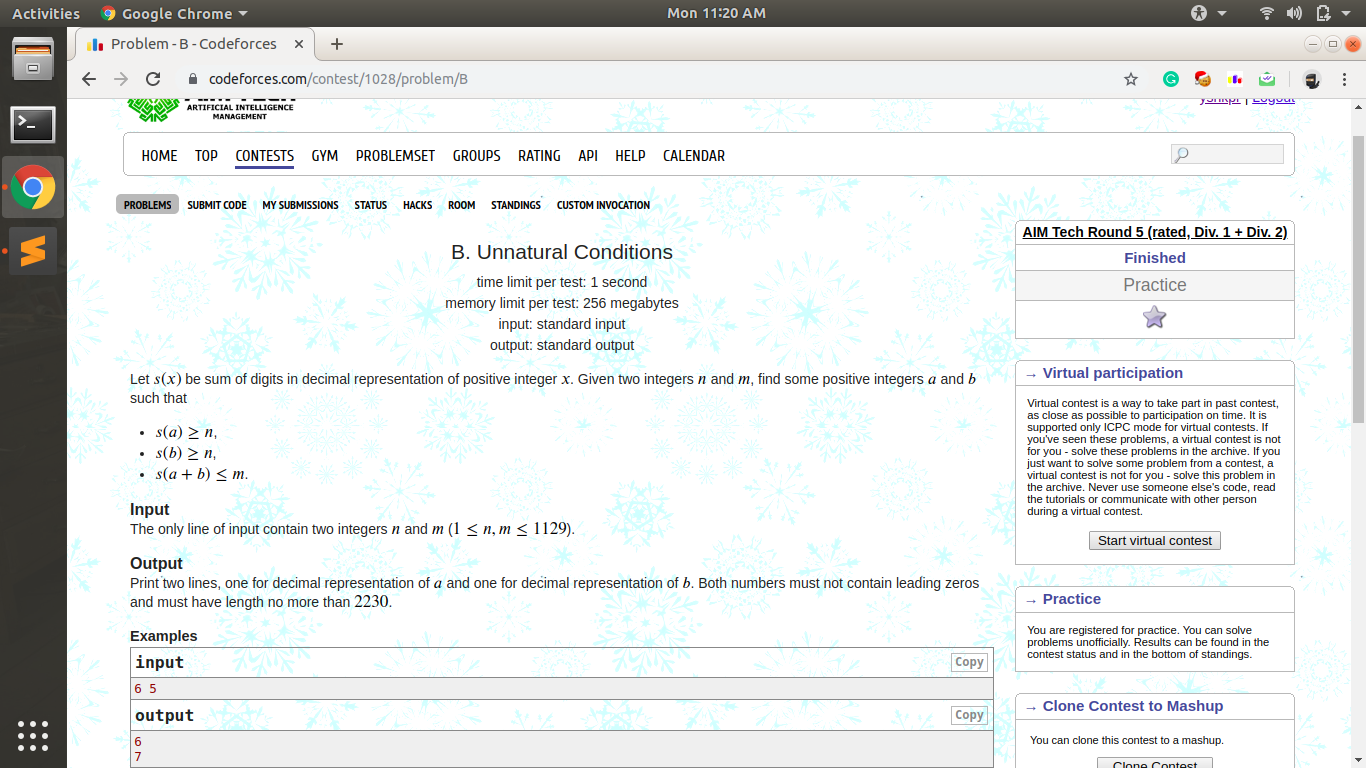 Activities Google Chrome Mon 11:20 AM
Problem - B - Codeforces
codeforces.com/contest/1028/problem/B
ARTIFICIAL INTELLIGENCE
MANAGEMENT
HOME TOP CONTESTS GYM PROBLEMSET GROUPS RATING API HELP CALENDAR
PROBLEMS SUBMIT CODE MY SUBMISSIONS STATUS HACKS ROOM STANDINGS CUSTOM INVOCATION
B. Unnatural Conditions
time limit per test: 1 second
memory limit per test: 256 megabytes
input: standard input
output: standard output
Let s(x) be sum of digits in decimal representation of positive integer x. Given two integers n and m, find some positive integers a and b
such that
• s(a) ≥ n,
• s(b) ≥ n,
• s(a + b) ≤ m.
Input
The only line of input contain two integers n and m (1 ≤ n, m ≤ 1129).
Output
Print two lines, one for decimal representation of a and one for decimal representation of b. Both numbers must not contain leading zeros
and must have length no more than 2230.
Examples
input
Copy
6 5
output
Copy
6
7
AIM Tech Round 5 (rated, Div. 1 + Div. 2)
Finished
Practice
→ Virtual participation
Virtual contest is a way to take part in past contest,
as close as possible to participation on time. It is
supported only ICPC mode for virtual contests. If
you've seen these problems, a virtual contest is not
for you - solve these problems in the archive. If you
just want to solve some problem from a contest, a
virtual contest is not for you - solve this problem in
the archive. Never use someone else's code, read
the tutorials or communicate with other person
during a virtual contest.
Start virtual contest
→ Practice
You are registered for practice. You can solve
problems unofficially. Results can be found in the
contest status and in the bottom of standings.
→ Clone Contest to Mashup
You can clone this contest to a mashup.
Clone Contest